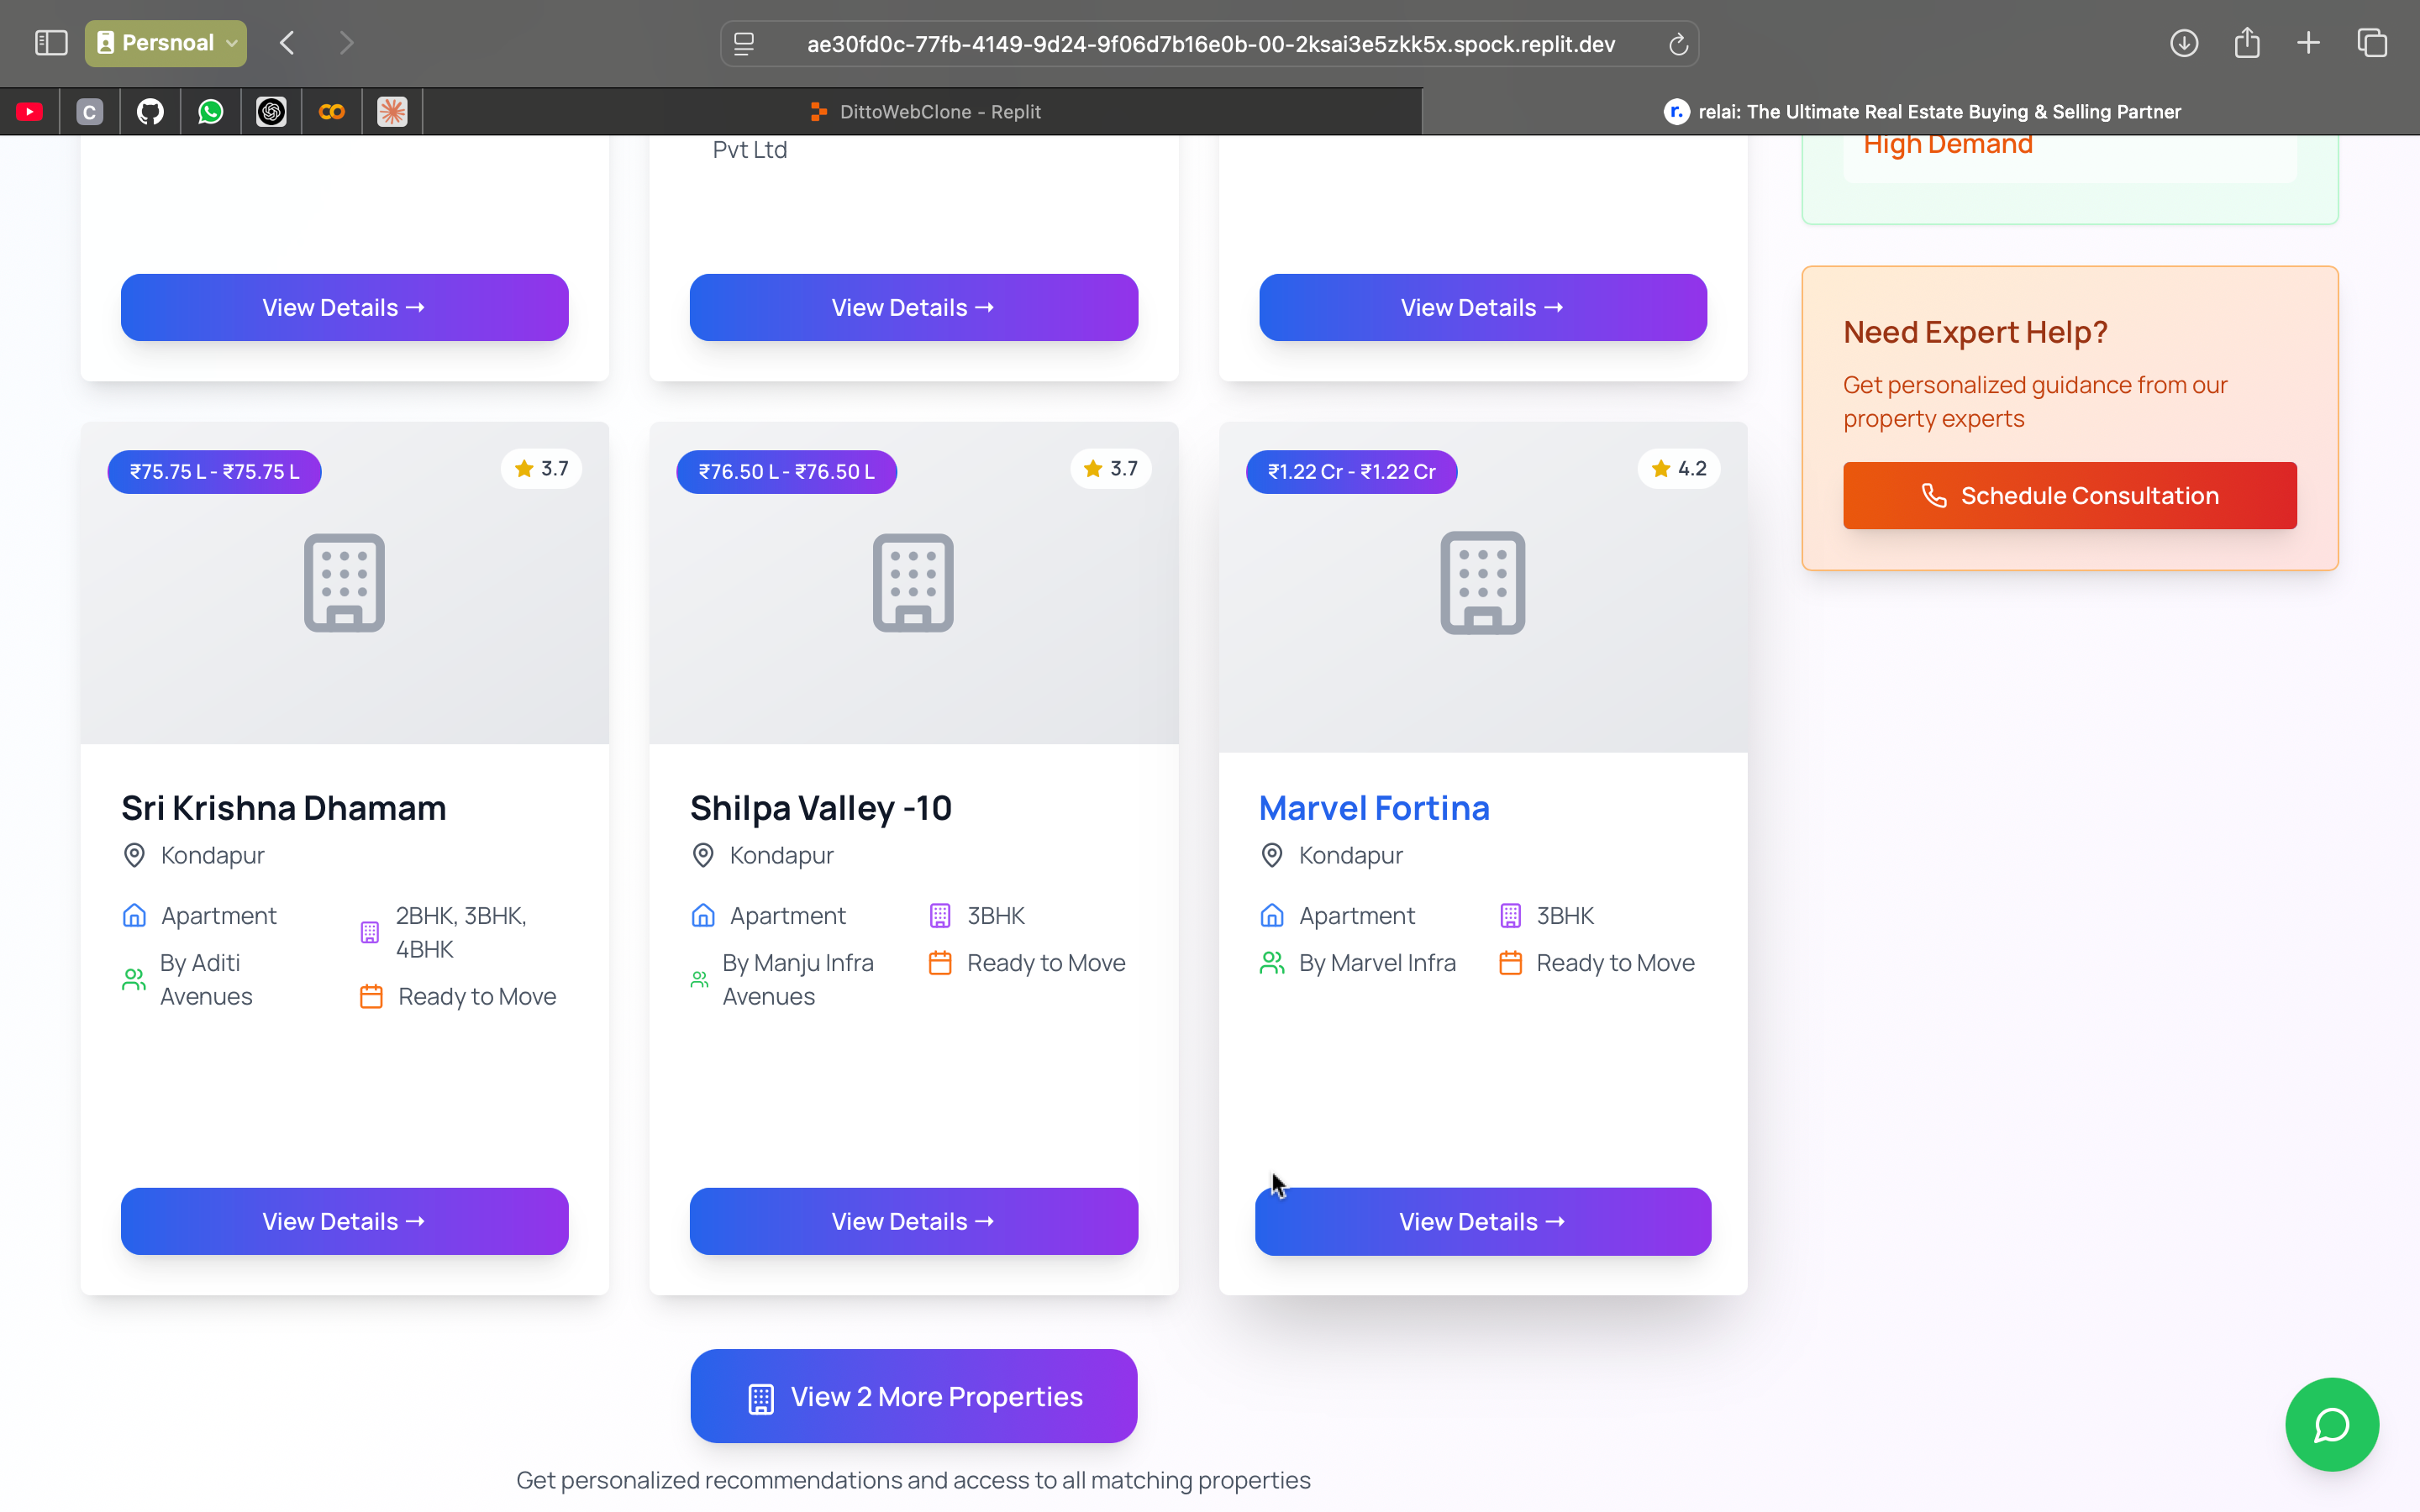 Persnoal
ae30fd0c-77fb-4149-9d24-9f06d7b16e0b-00-2ksai3e5zkk5x.spock.replit.dev
C
DittoWebClone - Replit
r.
relai: The Ultimate Real Estate Buying & Selling Partner
Pvt Ltd
View Details →
View Details →
View Details →
High Demand
Need Expert Help?
Get personalized guidance from our
property experts
Schedule Consultation
₹75.75 L - ₹75.75 L
3.7
Sri Krishna Dhamam
Kondapur
Apartment
2BHK, 3BHK,
4BHK
By Aditi
Avenues
Ready to Move
View Details →
₹76.50 L - ₹76.50 L
3.7
Shilpa Valley -10
Kondapur
Apartment
3BHK
By Manju Infra
Avenues
Ready to Move
View Details →
₹1.22 Cr - ₹1.22 Cr
4.2
Marvel Fortina
Kondapur
Apartment
3BHK
By Marvel Infra
Ready to Move
View Details →
View 2 More Properties
Get personalized recommendations and access to all matching properties